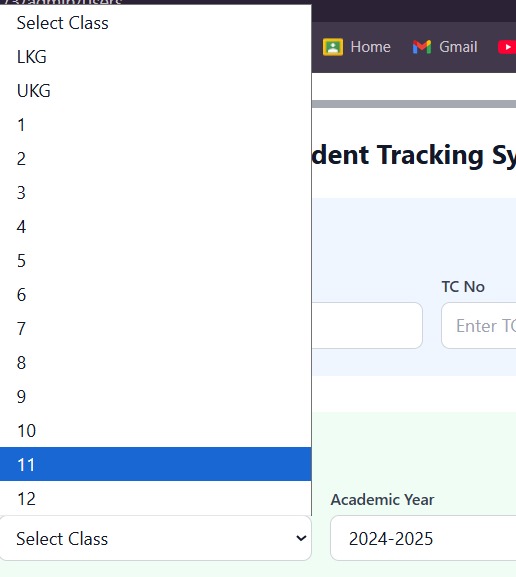 Select Class
LKG
UKG
1
2
3
4
5
6
7
8
9
10
11
12
Select Class
Home
Gmail
dent Tracking Sy
TC No
Enter TC
Academic Year
2024-2025